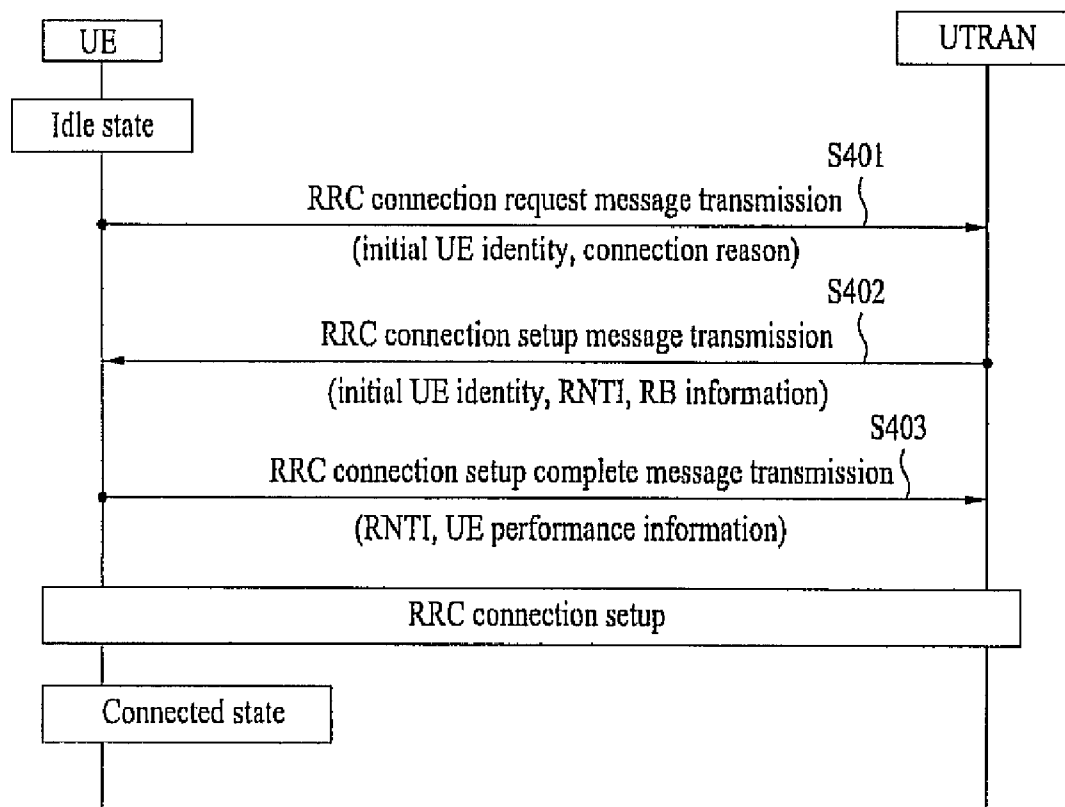 UE
UTRAN
Idle state
S401
RRC connection request message transmission
(initial UE identity, connection reason)
S402
RRC connection setup message transmission
(initial UE identity, RNTI, RB information)
S403
RRC connection setup complete message transmission
(RNTI, UE performance information)
RRC connection setup
Connected state